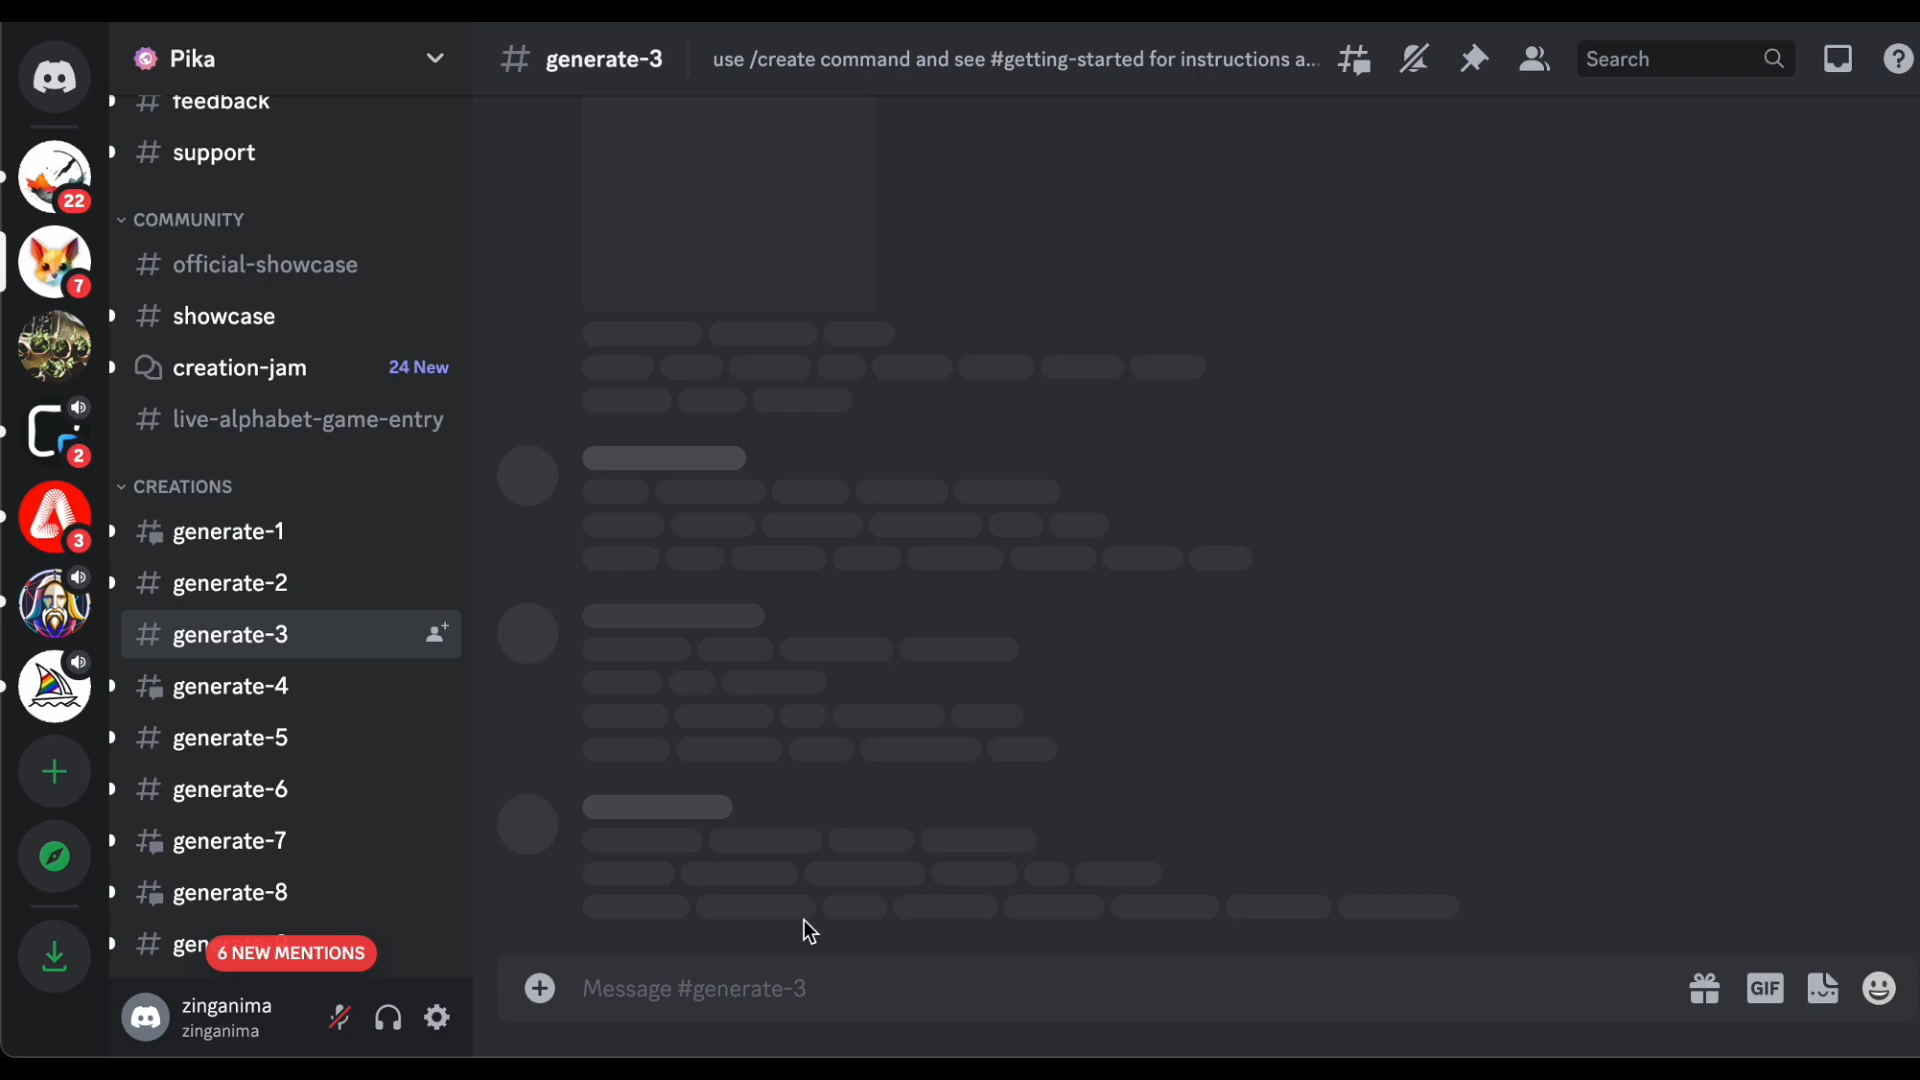 Pika
feedback
support
COMMUNITY
official-showcase
showcase
creation-jam 24 New
live-alphabet-game-entry
CREATIONS
generate-1
generate-2
generate-3
generate-4
generate-5
generate-6
generate-7
generate-8
gen
6 NEW MENTIONS
zinganima
zinganima
22
7
2
3
generate-3 use /create command and see #getting-started for instructions a...
Search
Message #generate-3
GIF